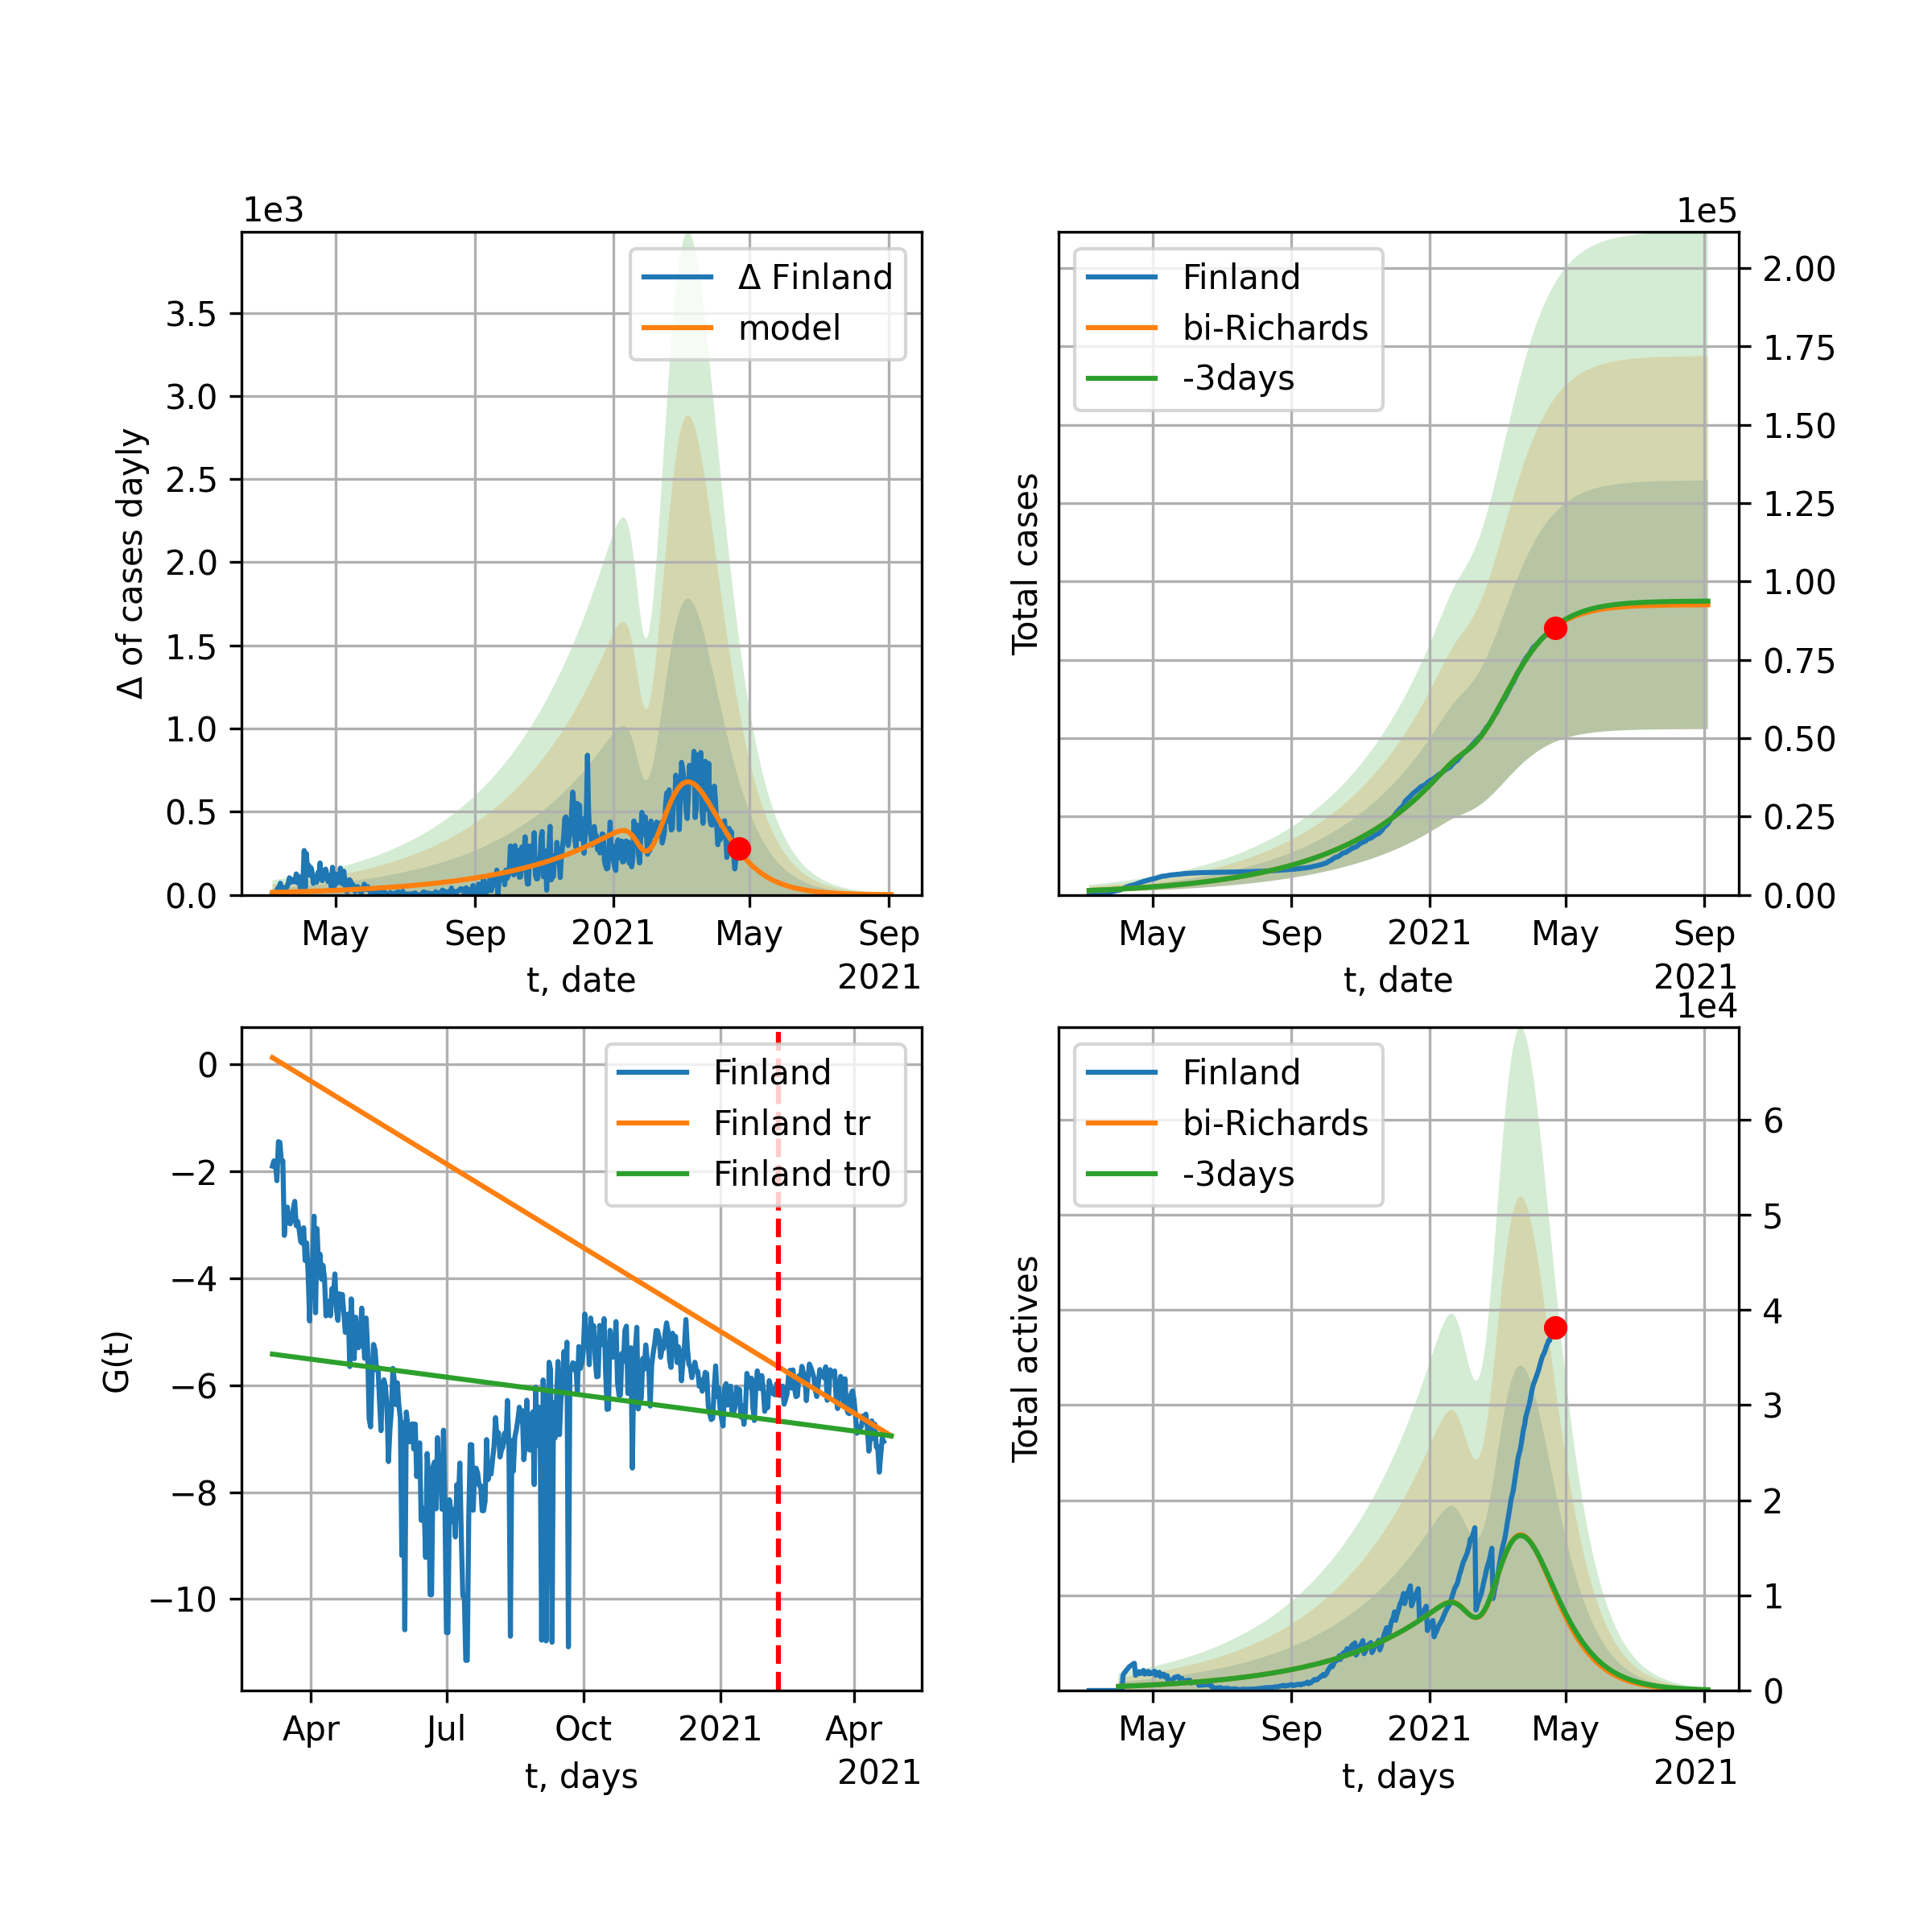 1e3
Δ Finland
model
3.5
3.0
2.5
2.0
1.5
1.0
0.5
0.0
Δ of cases dayly
May Sep 2021 May Sep
t, date
2021
1e5
Finland
bi-Richards
-3days
2.00
1.75
1.50
1.25
1.00
0.75
0.50
0.25
0.00
Total cases
May Sep 2021 May Sep
t, date
2021
Finland
Finland tr
Finland tr0
0
−2
−4
−6
−8
−10
G(t)
Apr Jul Oct 2021 Apr
t, days
2021
1e4
Finland
bi-Richards
-3days
6
5
4
3
2
1
0
Total actives
May Sep 2021 May Sep
t, days
2021